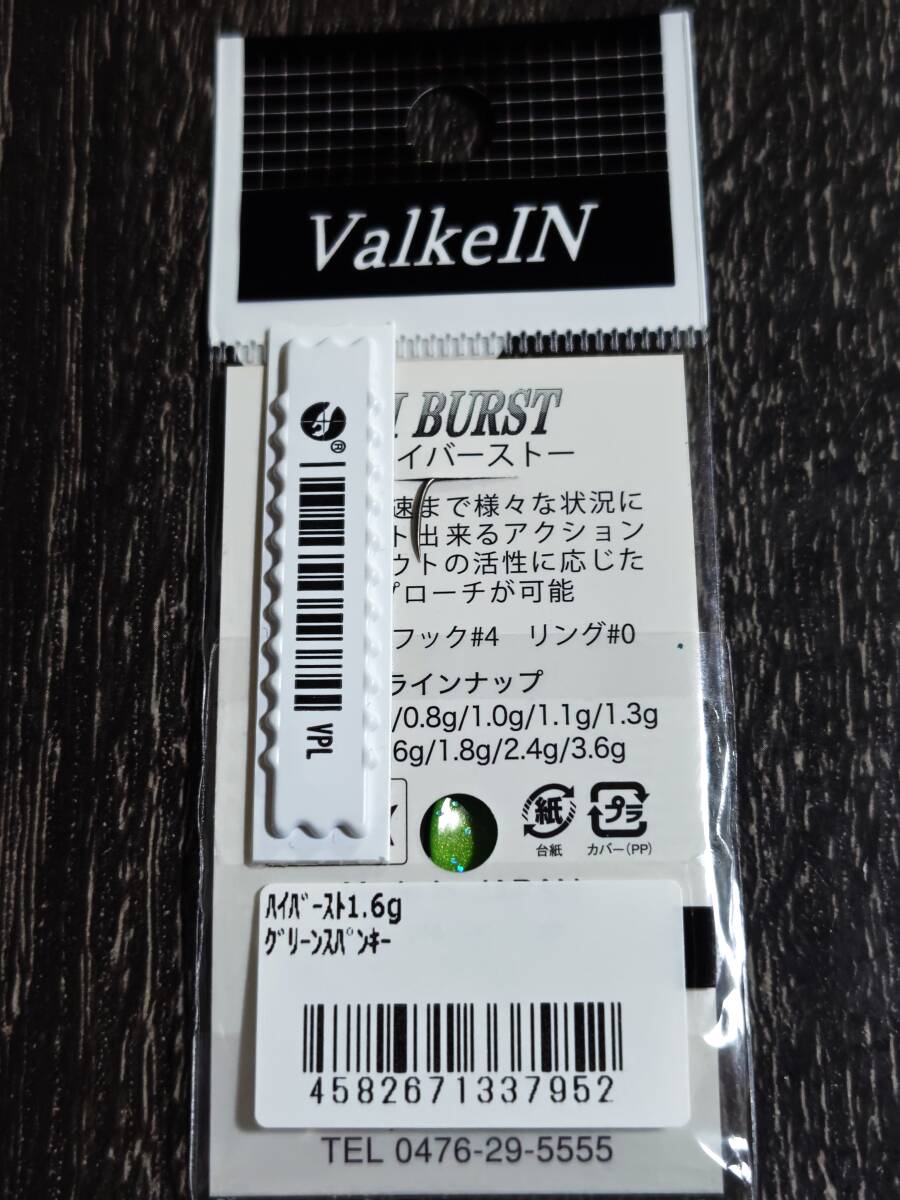 ValkeIN
I BURST
イバーストー
速まで様々な状況に
ト出来るアクション
ウトの活性に応じた
プローチが可能
フック#4 リング#0
ラインナップ
/0.8g/1.0g/1.1g/1.3g
6g/1.8g/2.4g/3.6g
®
VPL
紙
台紙
プラ
カバー(PP)
ﾊｲﾊﾞｰｽﾄ1.6g
ｸﾞﾘｰﾝｽﾊﾟﾝｷｰ
4582671337952
TEL 0476-29-5555